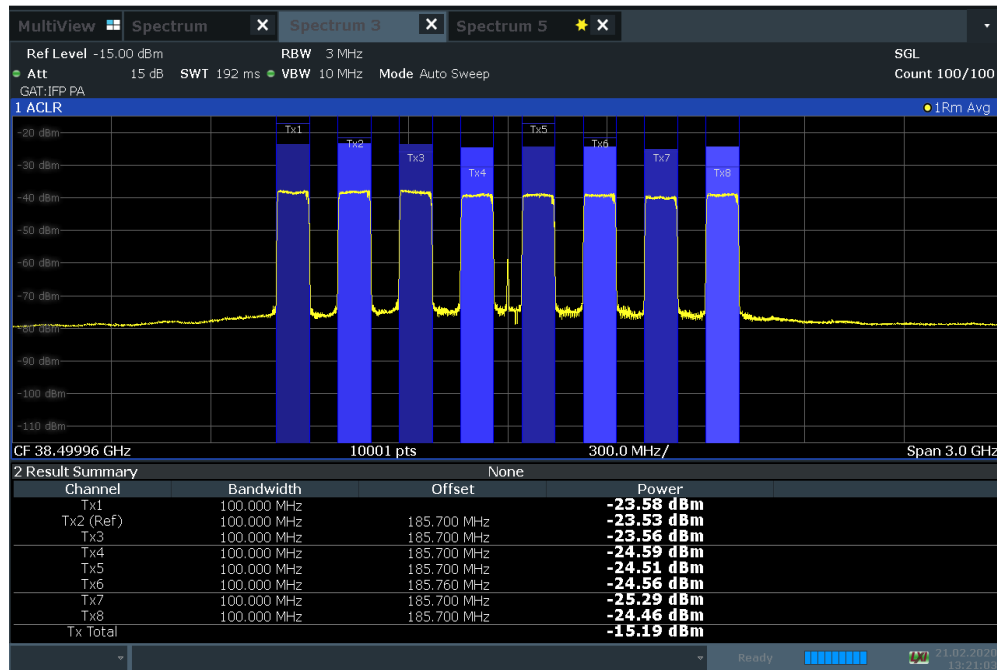 MultiView Spectrum X Spectrum 3 X Spectrum 5 X
Ref Level -15.00 dBm RBW 3 MHz SGL
Att 15 dB SWT 192 ms VBW 10 MHz Mode Auto Sweep Count 100/100
GAT:IFP PA
1 ACLR 1Rm Avg
-20 dBm
Tx1 Tx5
Tx2 Tx6
Tx3 Tx7
-30 dBm
Tx4 Tx8
-40 dBm
-50 dBm
-60 dBm
-70 dBm
-80 dBm
-90 dBm
-100 dBm
-110 dBm
CF 38.49996 GHz 10001 pts 300.0 MHz/ Span 3.0 GHz
2 Result Summary None
Channel Bandwidth Offset Power
Tx1 100.000 MHz -23.58 dBm
Tx2 (Ref) 100.000 MHz 185.700 MHz -23.53 dBm
Tx3 100.000 MHz 185.700 MHz -23.56 dBm
Tx4 100.000 MHz 185.700 MHz -24.59 dBm
Tx5 100.000 MHz 185.700 MHz -24.51 dBm
Tx6 100.000 MHz 185.760 MHz -24.56 dBm
Tx7 100.000 MHz 185.700 MHz -25.29 dBm
Tx8 100.000 MHz 185.700 MHz -24.46 dBm
Tx Total -15.19 dBm
Ready LXI 21.02.2020
13:21:03